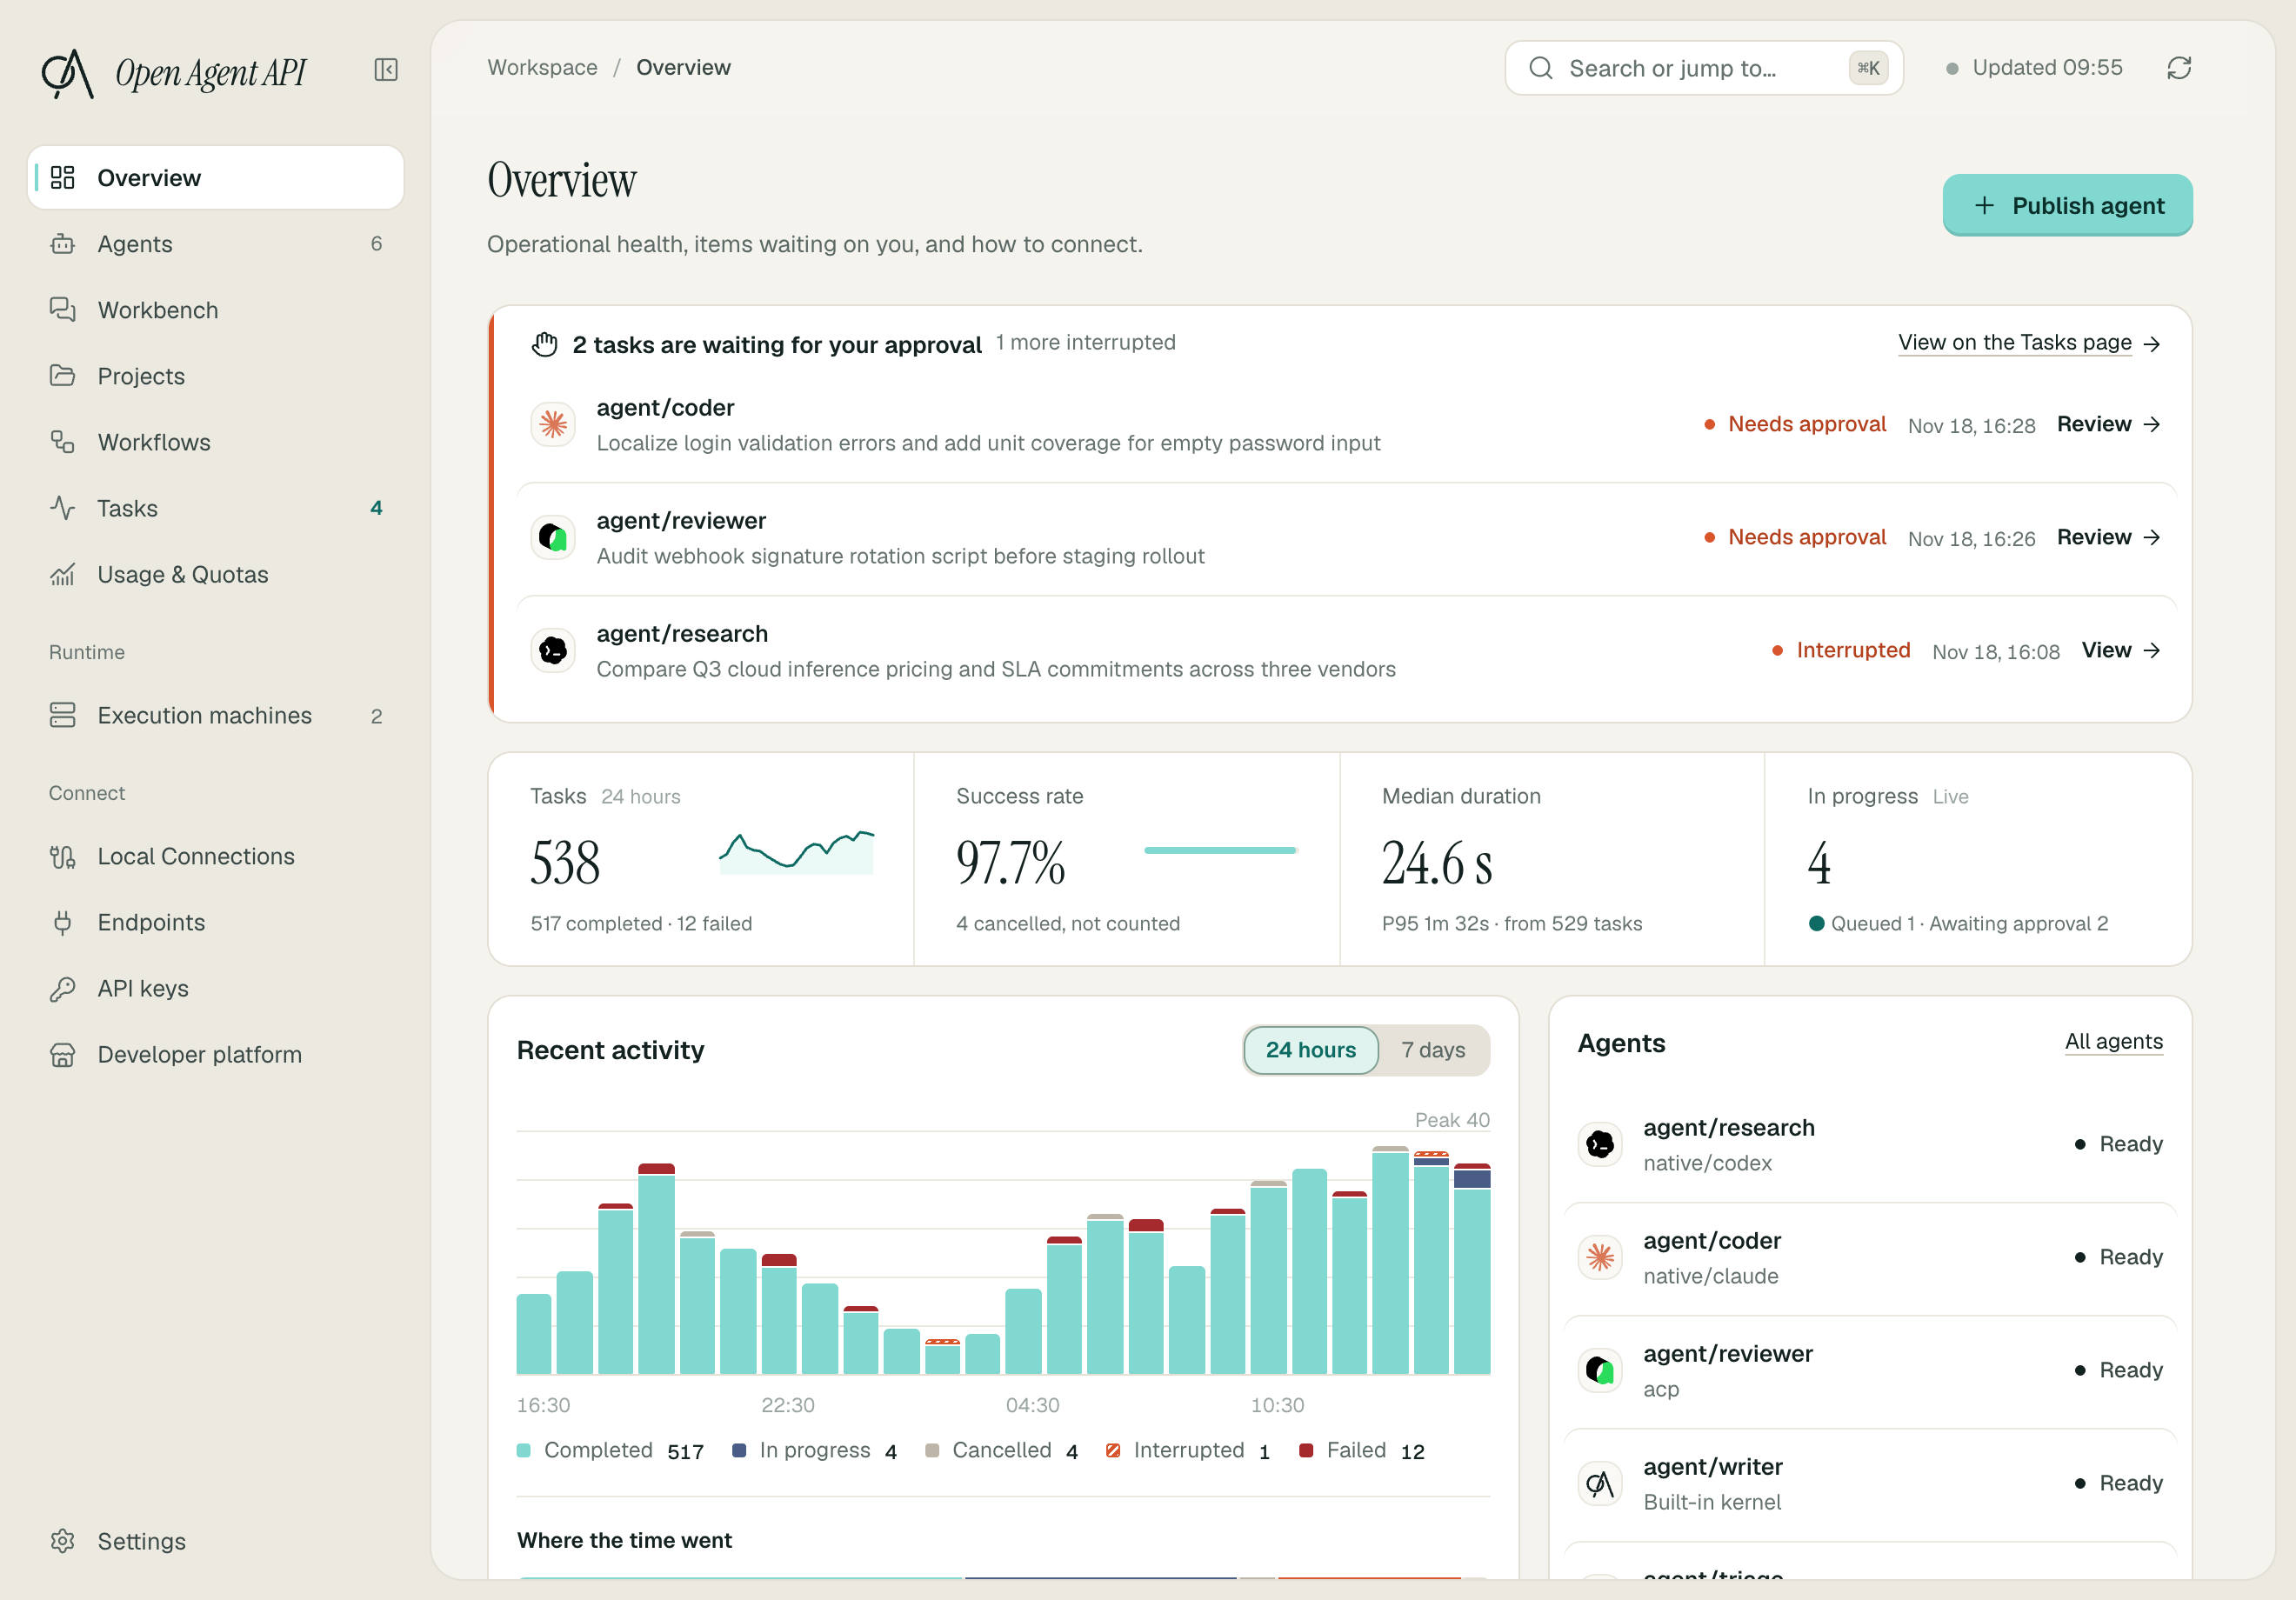 Open Agent API
Overview
Agents 6
Workbench
Projects
Workflows
Tasks 4
Usage & Quotas
Runtime
Execution machines 2
Connect
Local Connections
Endpoints
API keys
Developer platform
Settings
Workspace / Overview
Search or jump to... ⌘K
Updated 09:55
Overview
Operational health, items waiting on you, and how to connect.
+ Publish agent
2 tasks are waiting for your approval 1 more interrupted
View on the Tasks page →
agent/coder
Localize login validation errors and add unit coverage for empty password input
Needs approval Nov 18, 16:28 Review →
agent/reviewer
Audit webhook signature rotation script before staging rollout
Needs approval Nov 18, 16:26 Review →
agent/research
Compare Q3 cloud inference pricing and SLA commitments across three vendors
Interrupted Nov 18, 16:08 View →
Tasks 24 hours
538
517 completed · 12 failed
Success rate
97.7%
4 cancelled, not counted
Median duration
24.6 s
P95 1m 32s · from 529 tasks
In progress Live
4
Queued 1 · Awaiting approval 2
Recent activity
24 hours 7 days
Peak 40
16:30 22:30 04:30 10:30
Completed 517 In progress 4 Cancelled 4 Interrupted 1 Failed 12
Where the time went
Agents
All agents
agent/research
native/codex
Ready
agent/coder
native/claude
Ready
agent/reviewer
acp
Ready
agent/writer
Built-in kernel
Ready
agent/triage